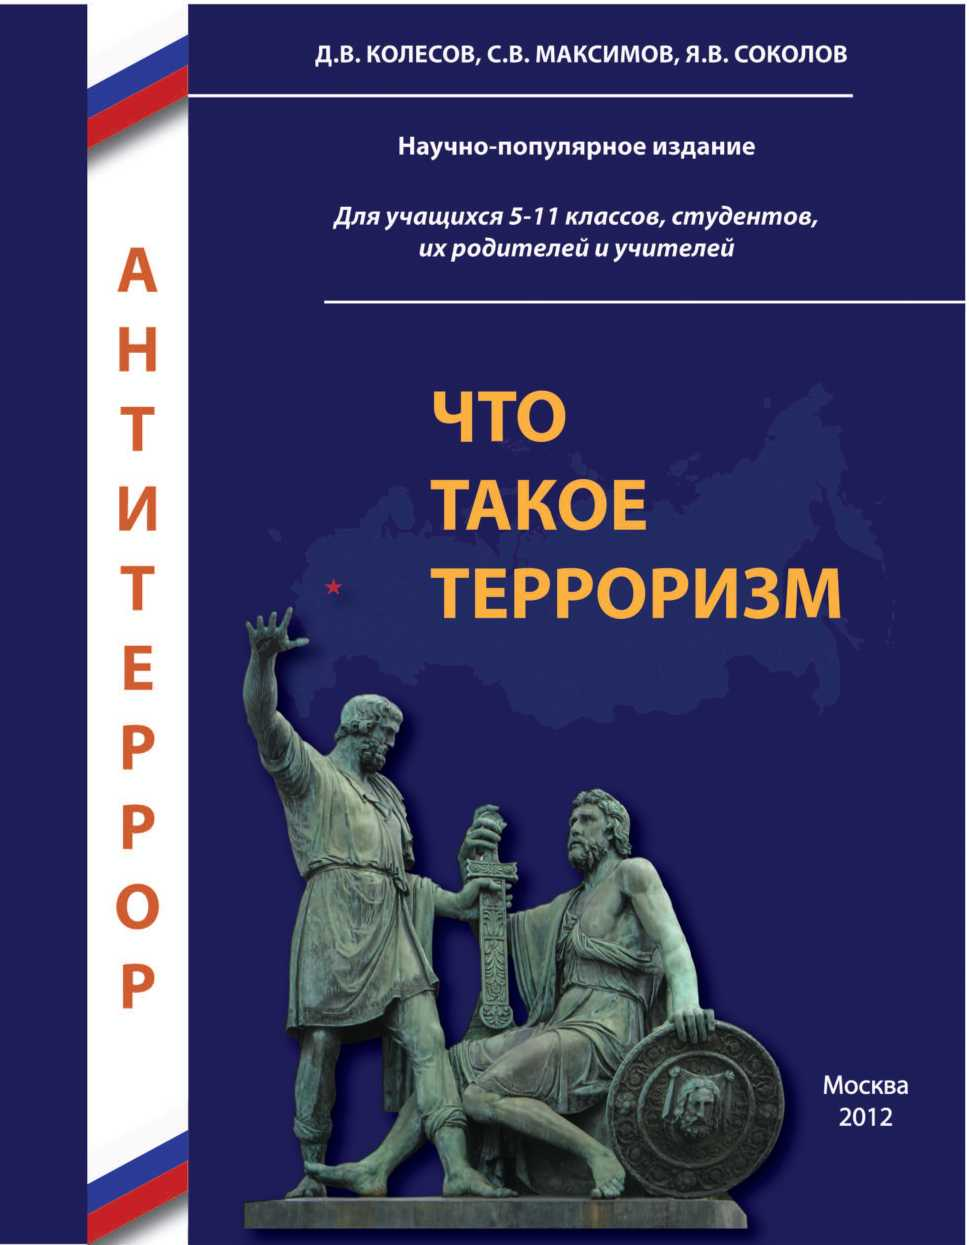 Д.В. КОЛЕСОВ, С.В. МАКСИМОВ, Я.В. СОКОЛОВ
Научно-популярное издание
Для учащихся 5-11 классов, студентов,
их родителей и учителей
АНТИТЕРРОР
ЧТО
ТАКОЕ
ТЕРРОРИЗМ
Москва
2012